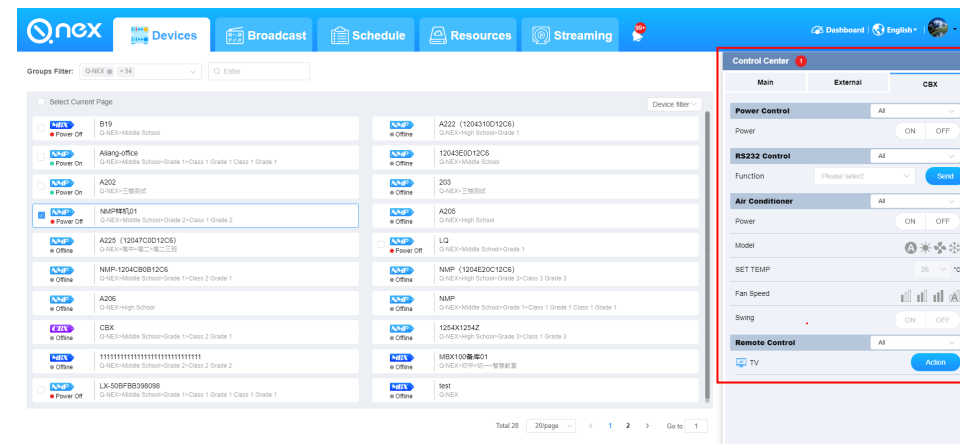 Qnex
Devices
Broadcast
Schedule
Resources
Streaming
99+
Dashboard | English
Groups Filter: Q-NEX + 54
Enter
Select Current Page
Device filter
MBX B19
Power Off Q-NEX>Middle School
NMP A222 (1204310D12C6)
Offline Q-NEX>High School>Grade 1
NMP Aliang-office
Power On Q-NEX>Middle School>Grade 1>Class 1 Grade 1 Class 1 Grade 1
NMP 12043E0D12C6
Offline Q-NEX>Middle School
NMP A202
Power On Q-NEX>三楼测试
NMP 203
Offline Q-NEX>三楼测试
NMP NMP样机01
Power Off Q-NEX>Middle School>Grade 2>Class 1 Grade 2
NMP A205
Offline Q-NEX>High School
NMP A225 (12047C0D12C6)
Offline
NMP LQ
Power Off Q-NEX>Middle School>Grade 1
NMP NMP-1204CB0B12C6
Offline Q-NEX>Middle School>Grade 1>Class 2 Grade 1
NMP NMP (1204E20C12C6)
Offline Q-NEX>High School>Grade 3>Class 3 Grade 3
NMP A206
Offline Q-NEX>High School
NMP NMP
Offline Q-NEX>Middle School>Grade 1>Class 1 Grade 1 Class 1 Grade 1
CBX CBX
Offline Q-NEX>Middle School>Grade 1>Class 2 Grade 1
NMP 1254X1254Z
Offline Q-NEX>High School>Grade 3>Class 1 Grade 3
MBX
Offline Q-NEX>Middle School>Grade 2>Class 2 Grade 2
MBX MBX100备库01
Offline
NMP LX-50BFBB398098
Power Off Q-NEX>Middle School>Grade 1>Class 1 Grade 1 Class 1 Grade 1
MBX test
Offline Q-NEX
Total 28 20/page < 1 2 > Go to 1
Control Center 1
Main External CBX
Power Control All
Power ON OFF
RS232 Control All
Function Please select Send
Air Conditioner All
Power ON OFF
Model A
SET TEMP 26 °C
Fan Speed A
Swing ON OFF
Remote Control All
TV Action